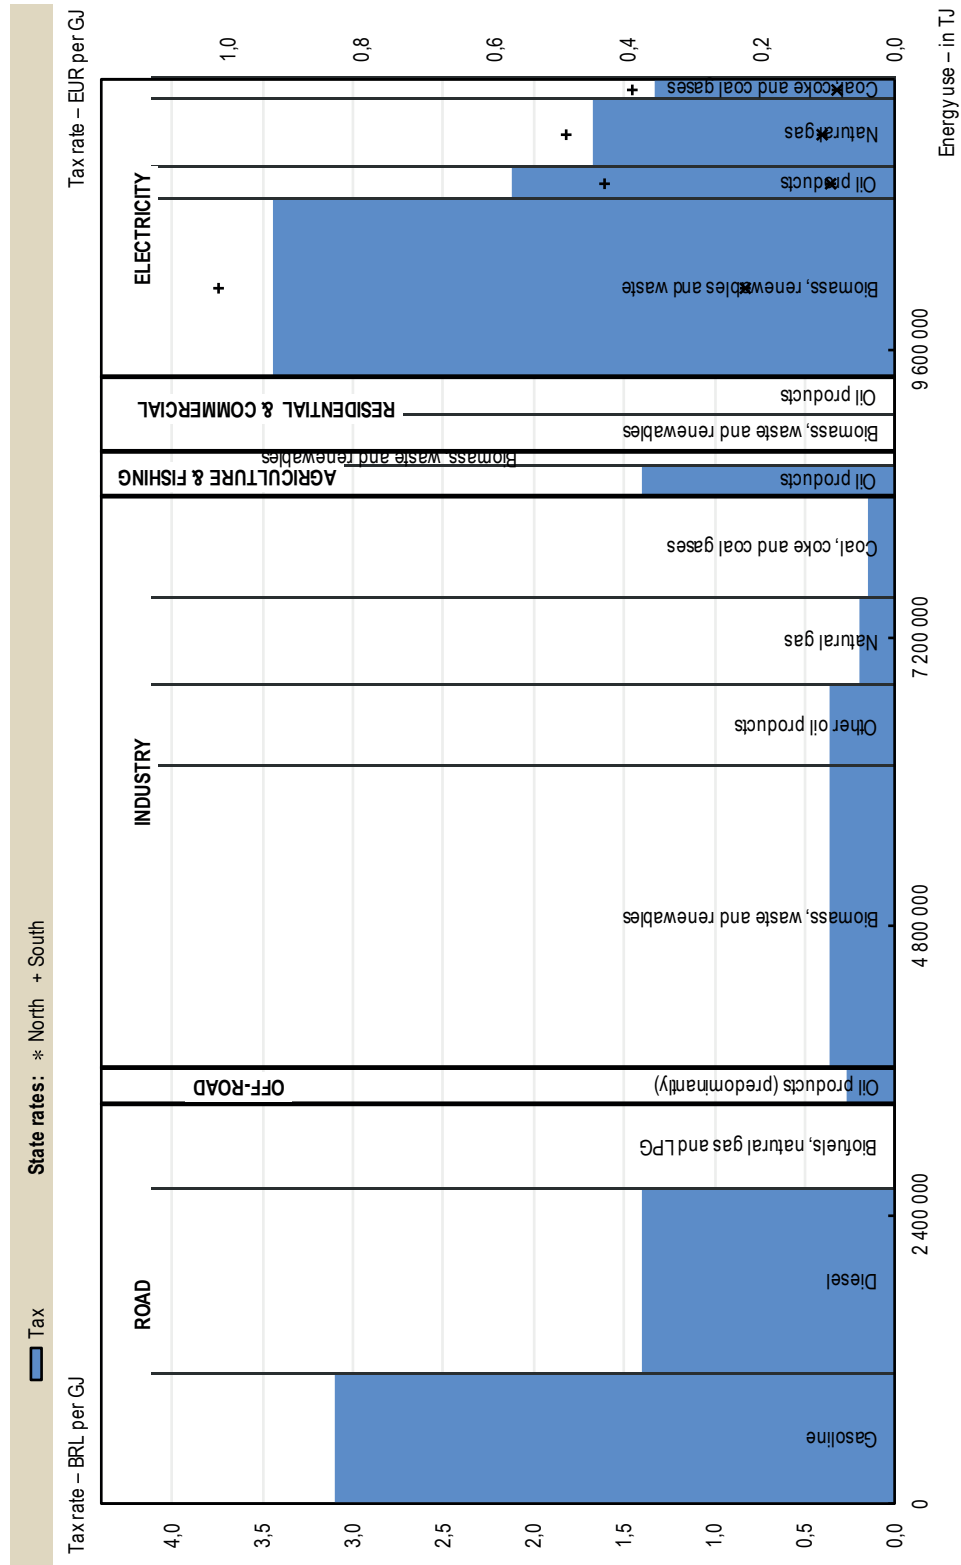 Tax
State rates: ∗ North + South
Tax rate – BRL per GJ
Tax rate – EUR per GJ
4,0
3,5
3,0
2,5
2,0
1,5
1,0
0,5
0,0
1,0
0,8
0,6
0,4
0,2
0,0
ROAD
OFF-ROAD
INDUSTRY
AGRICULTURE & FISHING
RESIDENTIAL & COMMERCIAL
ELECTRICITY
Gasoline
Diesel
Biofuels, natural gas and LPG
Oil products (predominantly)
Biomass, waste and renewables
Other oil products
Natural gas
Coal, coke and coal gases
Oil products
Biomass, waste and renewables
Biomass, waste and renewables
Oil products
Biomass, renewables and waste
Oil products
Natural gas
Coal, coke and coal gases
0
2 400 000
4 800 000
7 200 000
9 600 000
Energy use – in TJ